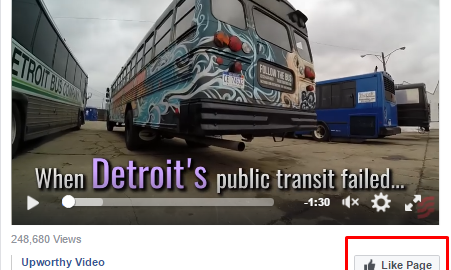 DETROIT BUS COMPANY
FOLLOW THE BUS
When Detroit's public transit failed...
-1:30
248,680 Views
Upworthy Video
Like Page